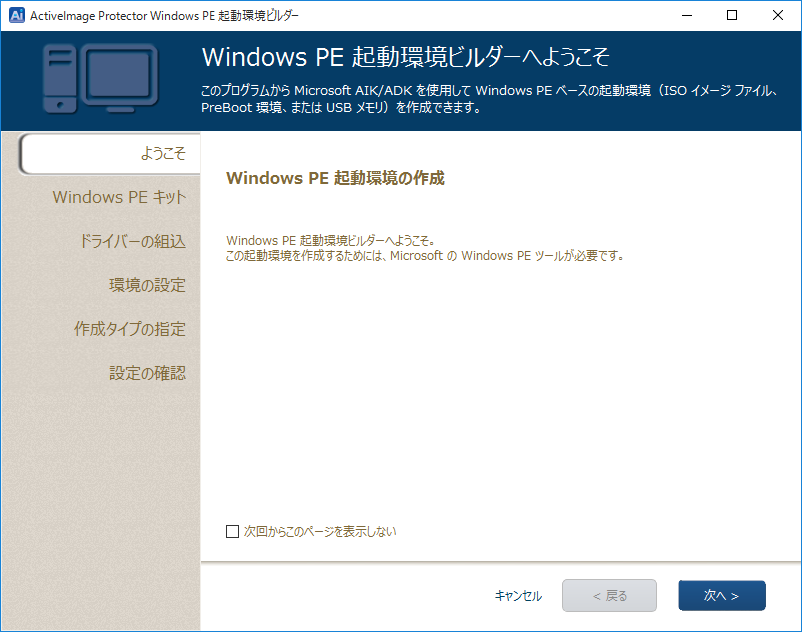 Ai ActiveImage Protector Windows PE 起動環境ビルダー
Windows PE 起動環境ビルダーへようこそ
このプログラムから Microsoft AIK/ADK を使用して Windows PE ベースの起動環境（ISO イメージ ファイル、
PreBoot 環境、または USB メモリ）を作成できます。
ようこそ
Windows PE キット
ドライバーの組込
環境の設定
作成タイプの指定
設定の確認
Windows PE 起動環境の作成
Windows PE 起動環境ビルダーへようこそ。
この起動環境を作成するためには、Microsoft の Windows PE ツールが必要です。
次回からこのページを表示しない
キャンセル
< 戻る
次へ >